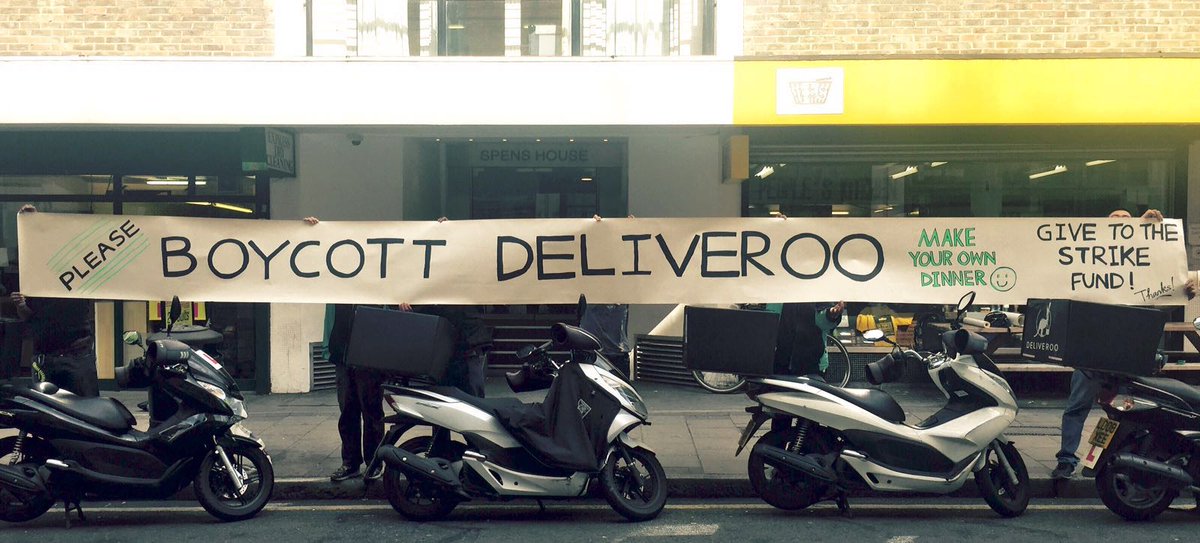 SPENS HOUSE
PLEASE
BOYCOTT DELIVEROO
MAKE
YOUR OWN
DINNER
GIVE TO THE
STRIKE
FUND!
Thanks!
DELIVEROO